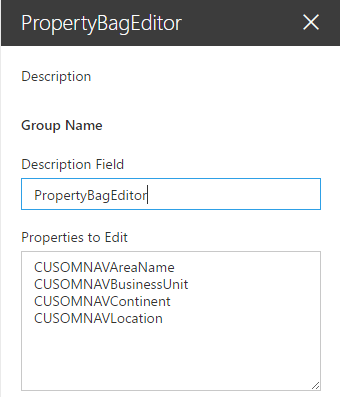 PropertyBagEditor
Description
Group Name
Description Field
PropertyBagEditor
Properties to Edit
CUSOMNAVAreaName
CUSOMNAVBusinessUnit
CUSOMNAVContinent
CUSOMNAVLocation